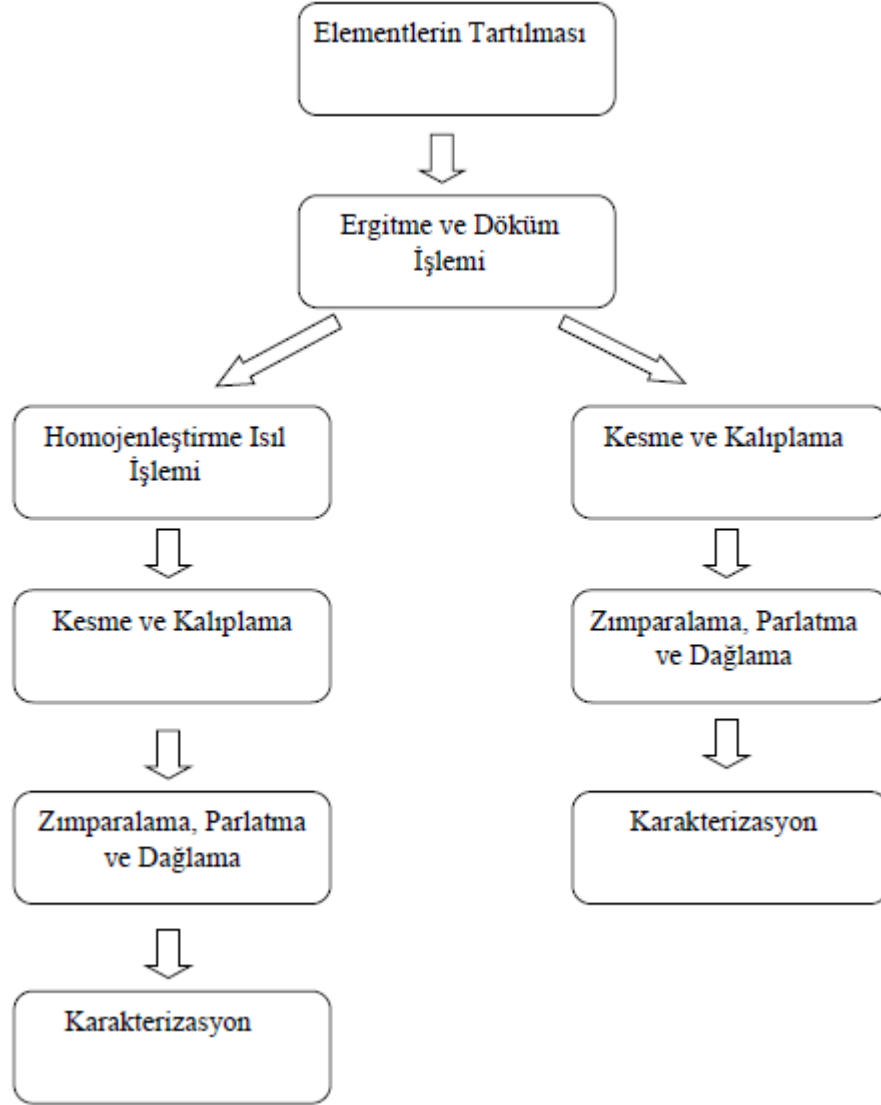 Elementlerin Tartılması
Ergitme ve Döküm
İşlemi
Homojenleştirme Isıl
İşlemi
Kesme ve Kalıplama
Zımparalama, Parlatma
ve Dağlama
Karakterizasyon
Kesme ve Kalıplama
Zımparalama, Parlatma
ve Dağlama
Karakterizasyon